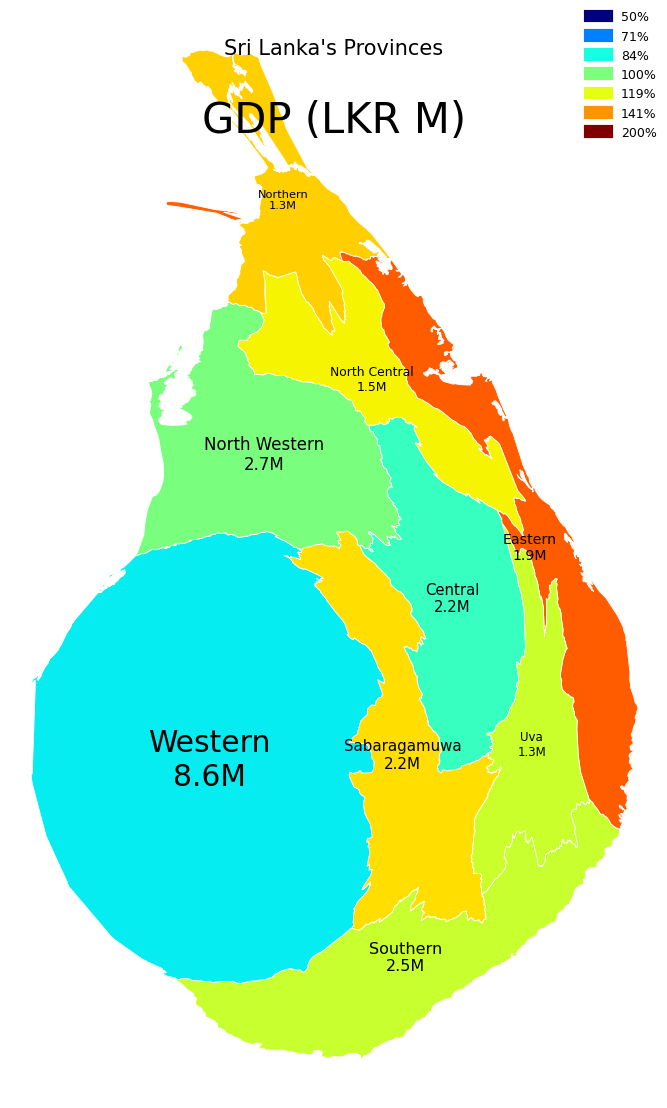 Sri Lanka's Provinces
GDP (LKR M)
50%
71%
84%
100%
119%
141%
200%
Northern
1.3M
North Central
1.5M
North Western
2.7M
Eastern
1.9M
Central
2.2M
Western
8.6M
Sabaragamuwa
2.2M
Uva
1.3M
Southern
2.5M